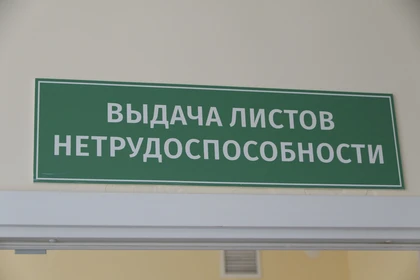 ВЫДАЧА ЛИСТОВ
НЕТРУДОСПОСОБНОСТИ